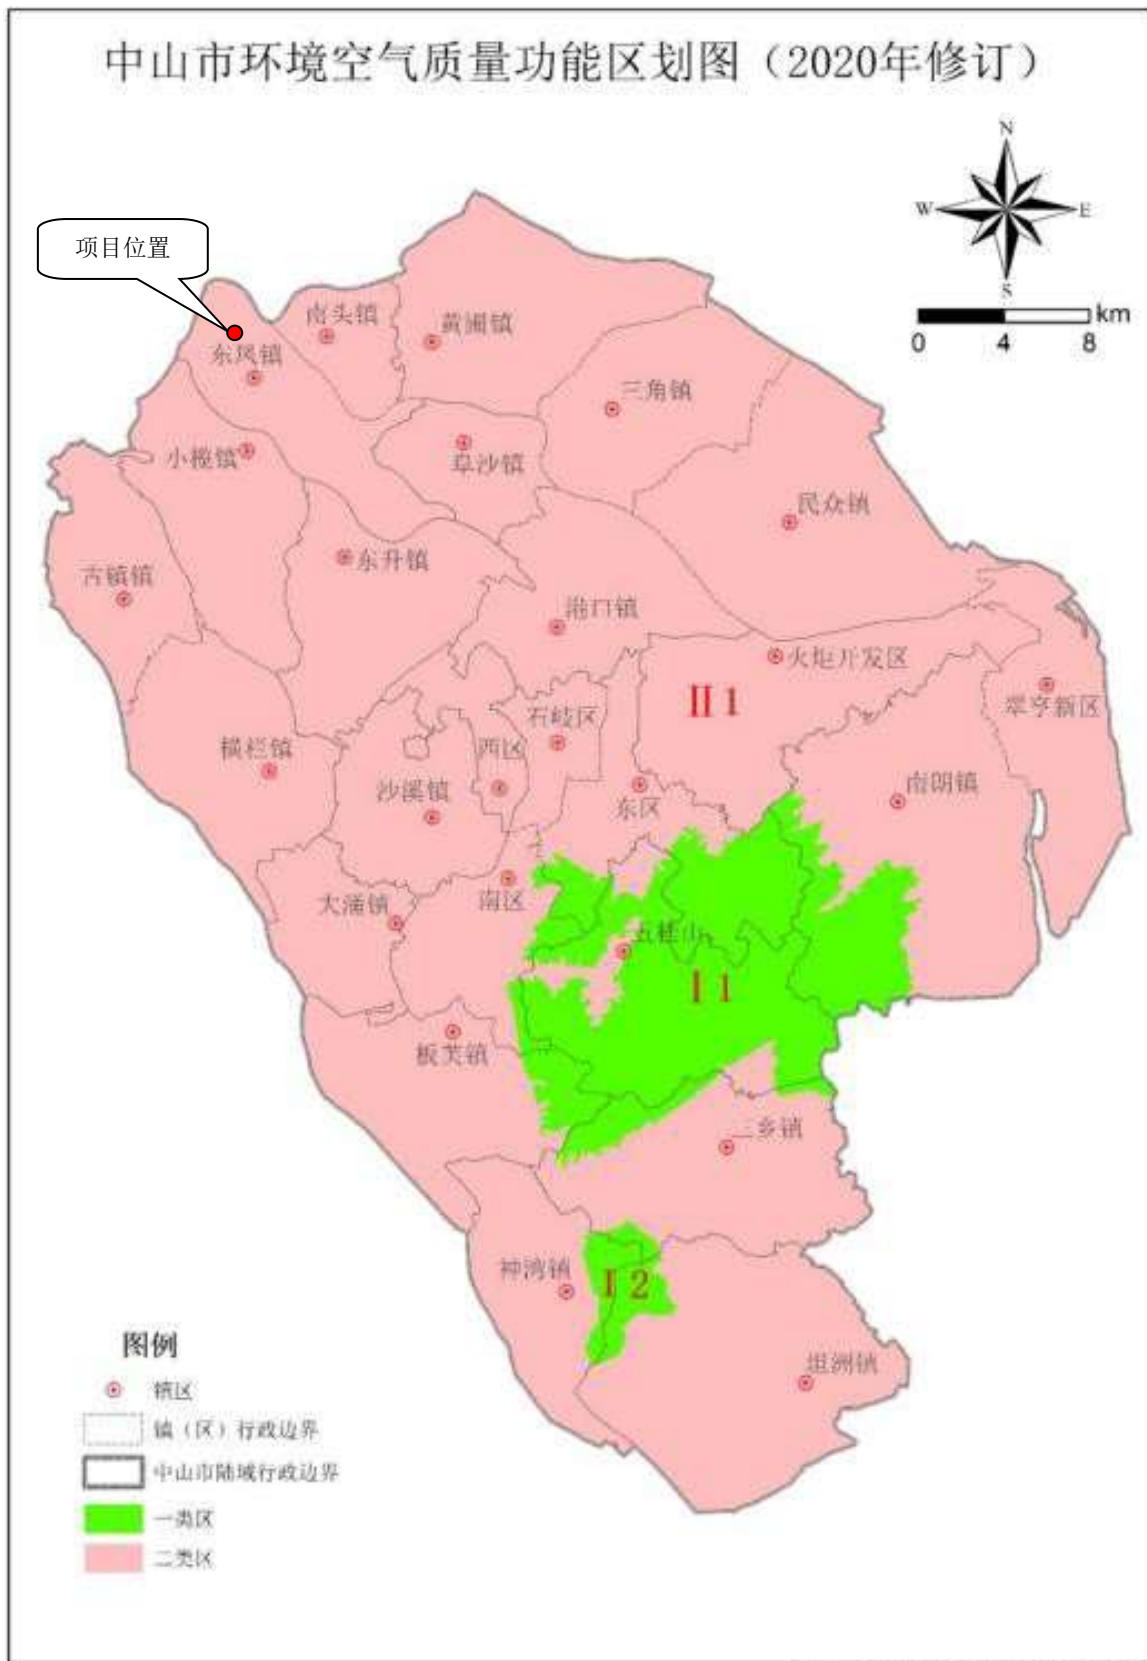 中山市环境空气质量功能区划图（2020年修订）
N
W
E
S
km
0 4 8
项目位置
南头镇
黄圃镇
东凤镇
三角镇
小榄镇
阜沙镇
民众镇
东升镇
古镇镇
港口镇
火炬开发区
翠亨新区
II 1
石岐区
横栏镇
西区
沙溪镇
东区
南朗镇
南区
大涌镇
五桂山
I 1
板芙镇
三乡镇
神湾镇
I 2
坦洲镇
图例
镇区
镇（区）行政边界
中山市陆域行政边界
一类区
二类区